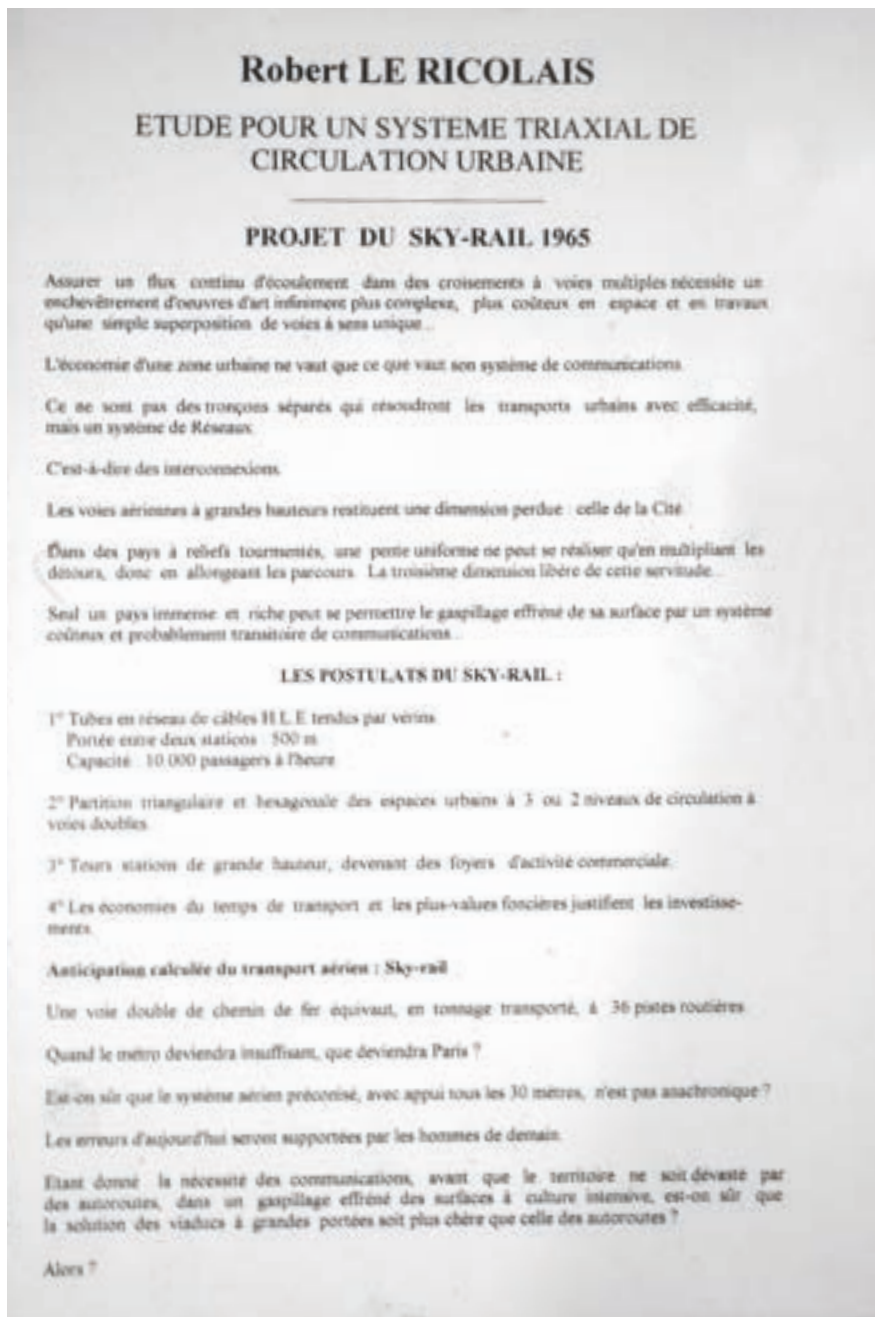 Robert LE RICOLAIS
ETUDE POUR UN SYSTEME TRIAXIAL DE
CIRCULATION URBAINE
PROJET DU SKY-RAIL 1965
Assurer un flux continu d'écoulement dans des croisements à voies multiples nécessite un
enchevêtrement d'oeuvres d'art infiniment plus complexe, plus coûteux en espace et en travaux
qu'une simple superposition de voies à sens unique...
L'économie d'une zone urbaine ne vaut que ce que vaut son système de communications.
Ce ne sont pas des tronçons séparés qui résoudront les transports urbains avec efficacité,
mais un système de Réseaux.
C'est-à-dire des interconnexions.
Les voies aériennes à grandes hauteurs restituent une dimension perdue : celle de la Cité.
Dans des pays à reliefs tourmentés, une pente uniforme ne peut se réaliser qu'en multipliant les
détours, donc en allongeant les parcours. La troisième dimension libère de cette servitude...
Seul un pays immense et riche peut se permettre le gaspillage effréné de sa surface par un système
coûteux et probablement transitoire de communications...
LES POSTULATS DU SKY-RAIL :
1° Tubes en réseau de câbles H.L.E tendus par vérins.
Portée entre deux stations : 500 m
Capacité : 10 000 passagers à l'heure
2° Partition triangulaire et hexagonale des espaces urbains à 3 ou 2 niveaux de circulation à
voies doubles.
3° Tours stations de grande hauteur, devenant des foyers d'activité commerciale.
4° Les économies du temps de transport et les plus-values foncières justifient les investisse-
ments.
Anticipation calculée du transport aérien : Sky-rail
Une voie double de chemin de fer équivaut, en tonnage transporté, à 36 pistes routières.
Quand le métro deviendra insuffisant, que deviendra Paris ?
Est-on sûr que le système aérien préconisé, avec appui tous les 30 mètres, n'est pas anachronique ?
Les erreurs d'aujourd'hui seront supportées par les hommes de demain.
Etant donné la nécessité des communications, avant que le territoire ne soit dévasté par
des autoroutes, dans un gaspillage effréné des surfaces à culture intensive, est-on sûr que
la solution des viaducs à grandes portées soit plus chère que celle des autoroutes ?
Alors ?